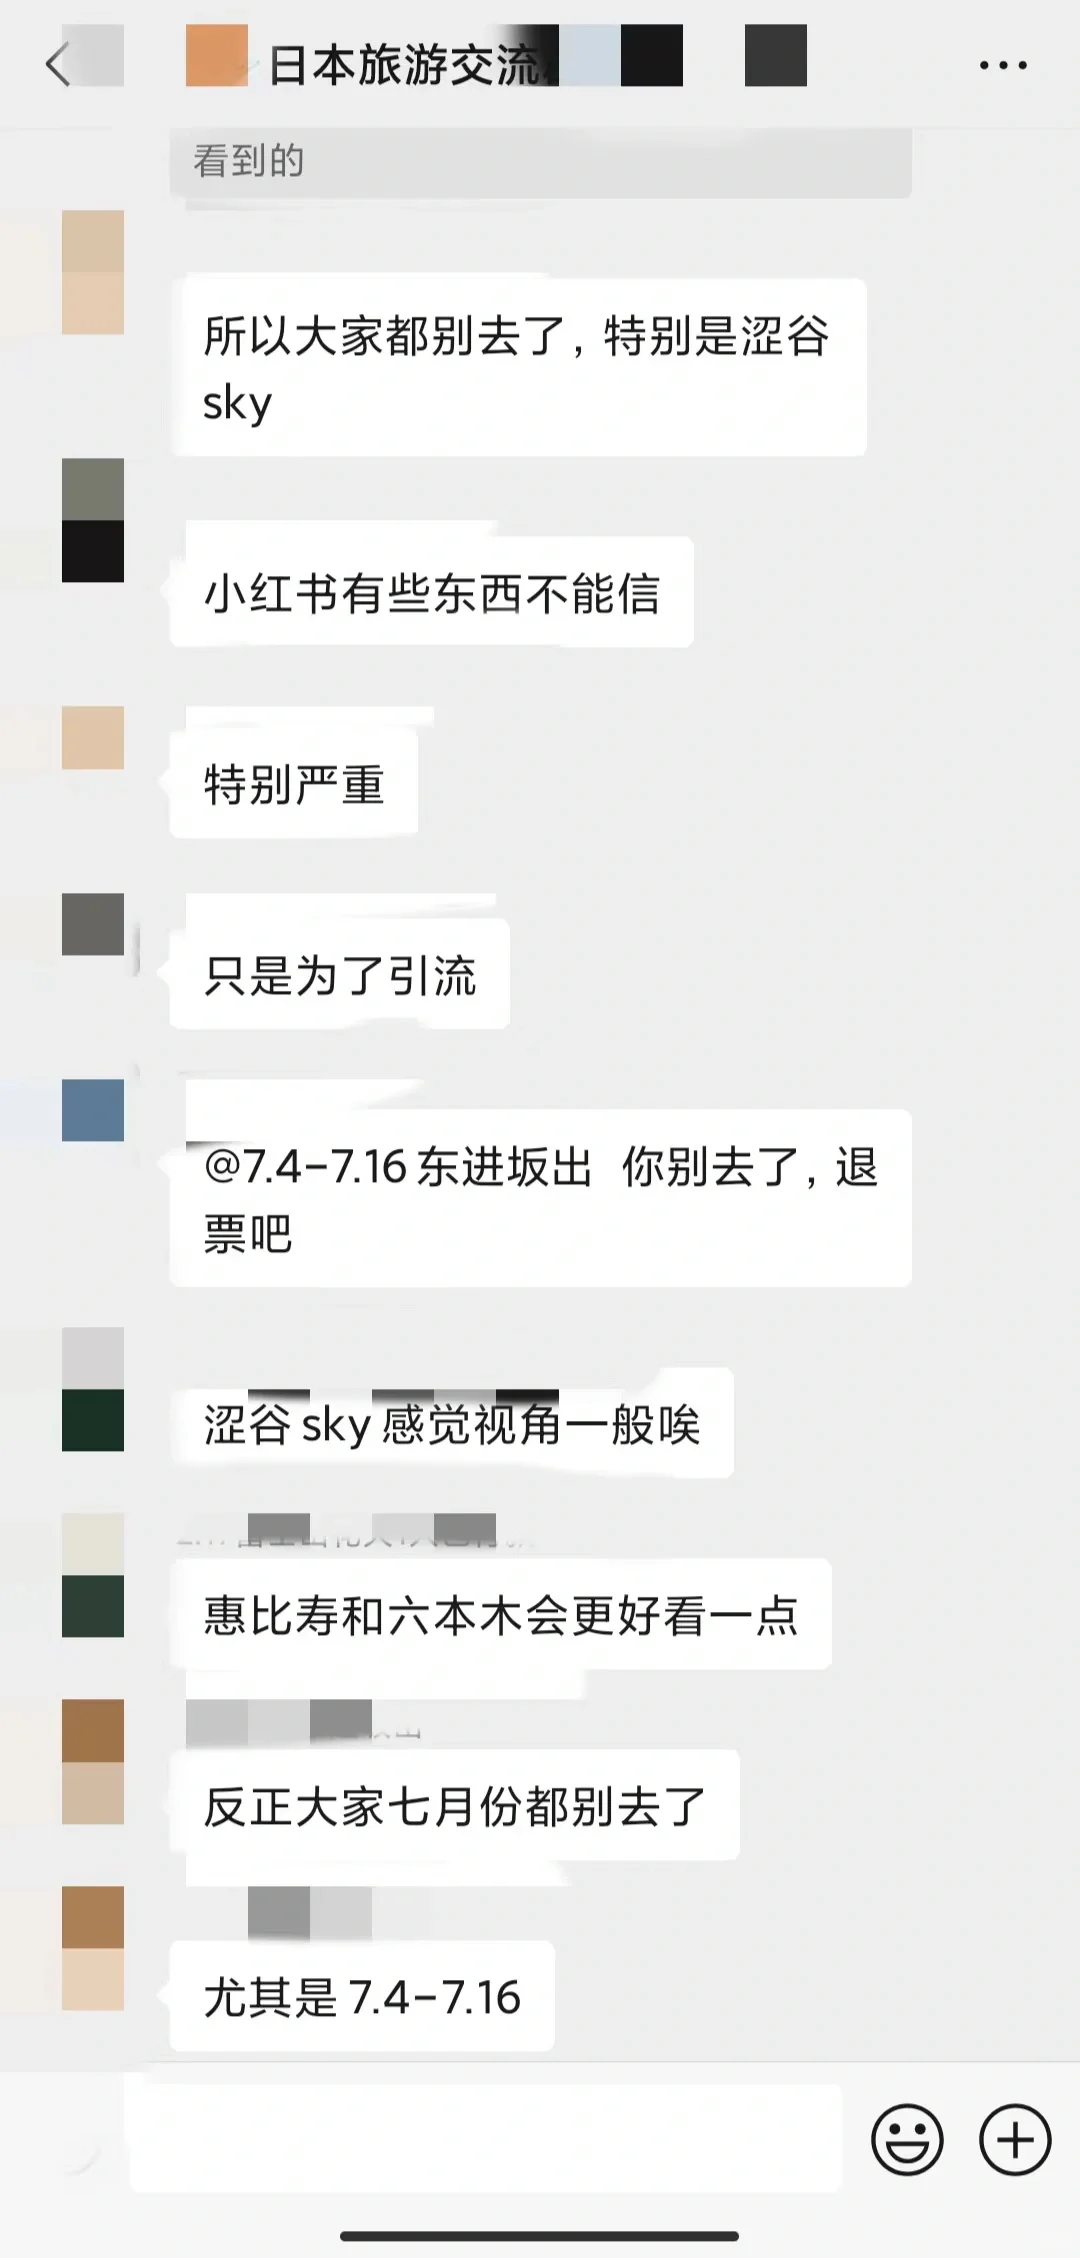 日本旅游交流
看到的
所以大家都别去了，特别是涩谷
sky
小红书有些东西不能信
特别严重
只是为了引流
@7.4-7.16东进坂出 你别去了，退
票吧
涩谷sky感觉视角一般唉
惠比寿和六本木会更好看一点
反正大家七月份都别去了
尤其是7.4-7.16